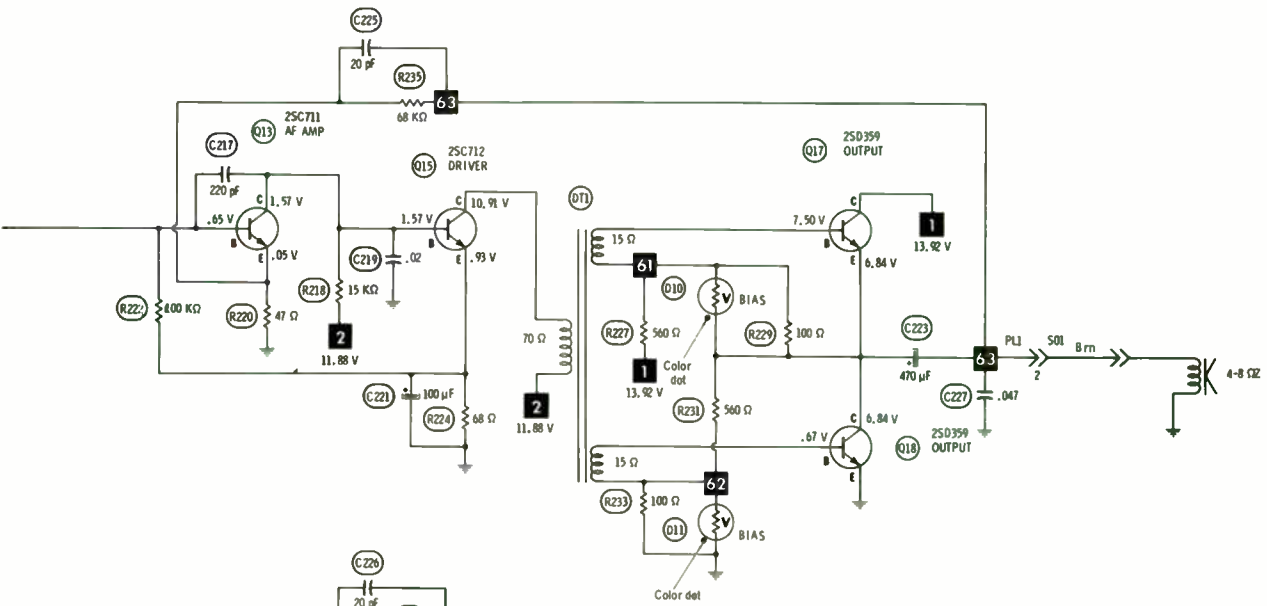 C225
20 pF
R235
63
68 KΩ
2SC711
AF AMP
Q13
C217
220 pF
C
1.57 V
.65 V
B
E
.05 V
2SC712
DRIVER
Q15
C
10.91 V
1.57 V
B
E
.93 V
C219
.02
R218
15 KΩ
2
11.88 V
100 KΩ
R220
47 Ω
C221
100 µF
R224
68 Ω
70 Ω
2
11.88 V
DT1
15 Ω
61
D10
V
BIAS
R227
560 Ω
1
13.92 V
Color
dot
R229
100 Ω
R231
560 Ω
15 Ω
62
R233
100 Ω
D11
V
BIAS
Color dot
2SD359
OUTPUT
Q17
C
7.50 V
B
E
6.84 V
1
13.92 V
C223
470 µF
63
PL1
2
SO1
Brn
C227
.047
4-8 ΩZ
C
6.84 V
.67 V
B
E
2SD359
OUTPUT
Q18
C226
20 pF